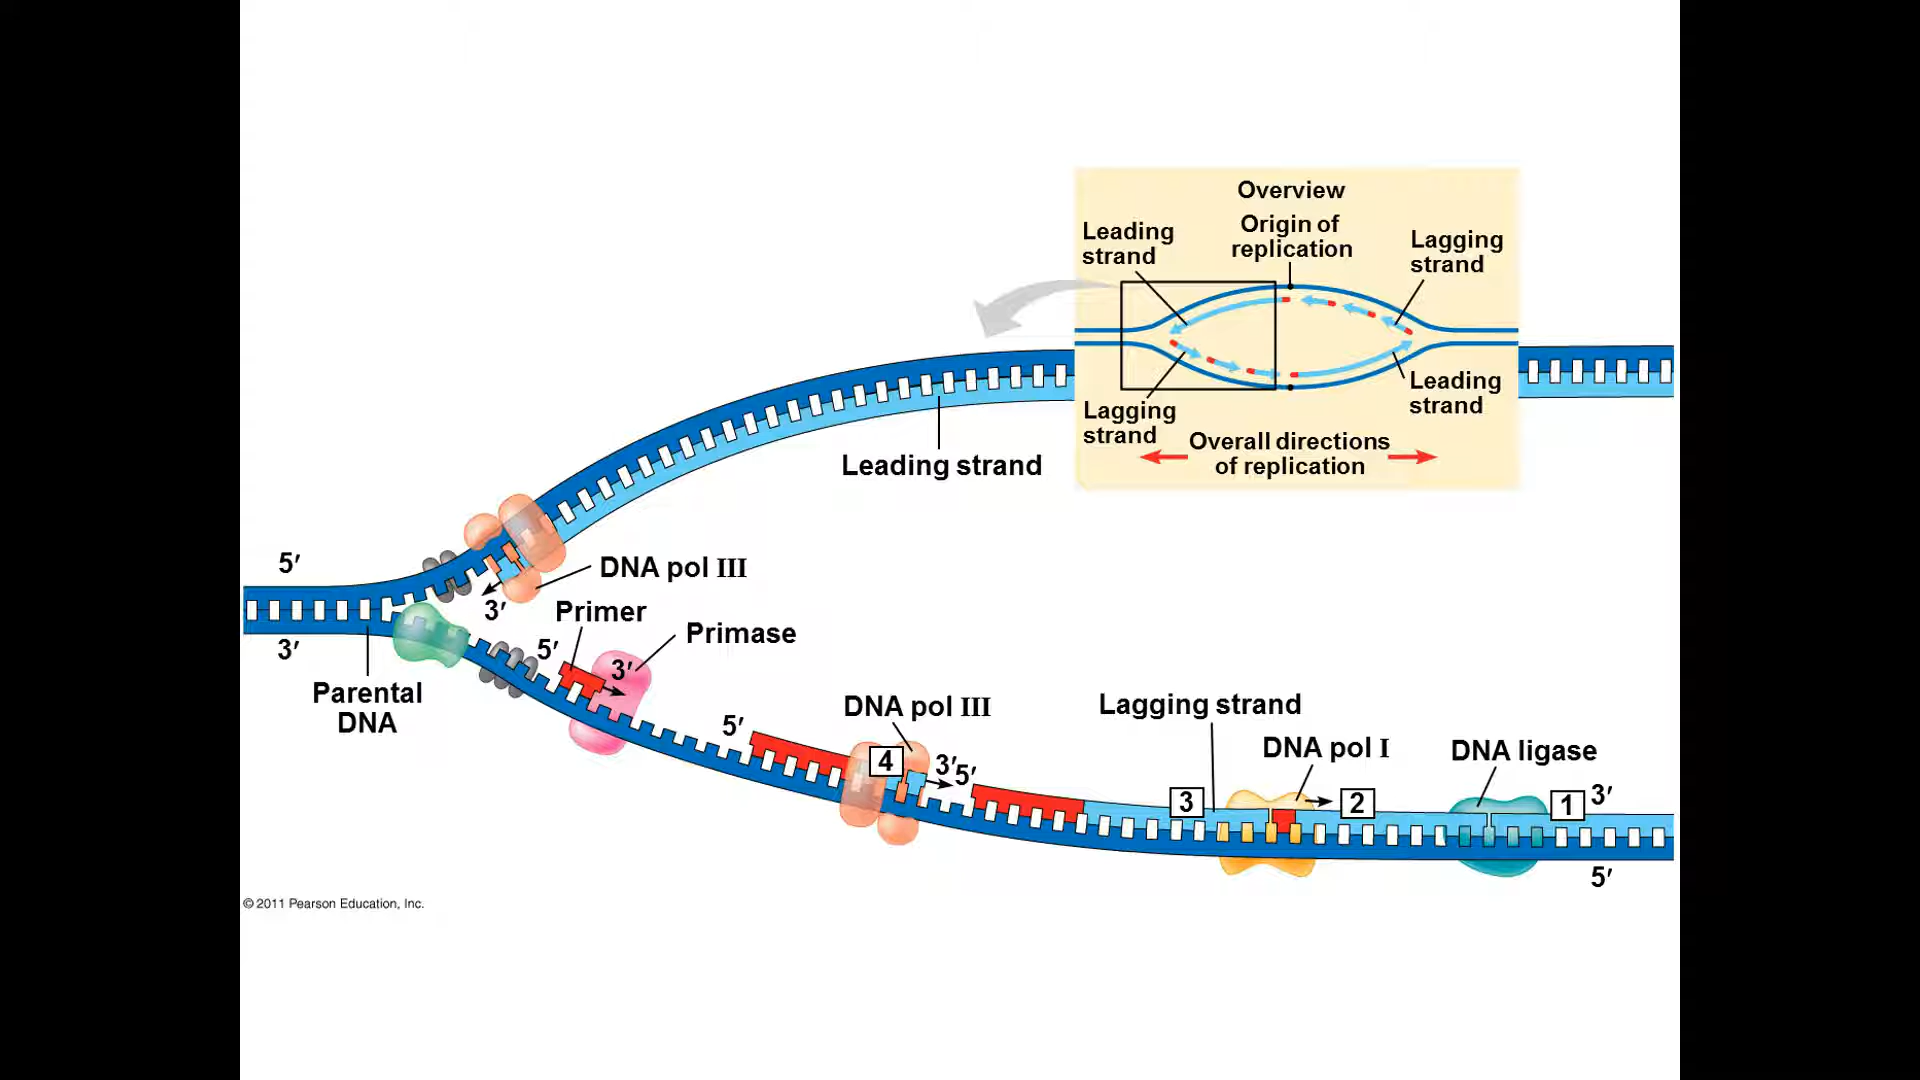 Overview
Origin of
replication
Leading
strand
Lagging
strand
Leading
strand
Lagging
strand
Overall directions
of replication
Leading strand
5′
DNA pol III
3′
Primer
Primase
5′
3′
3′
Parental
DNA
DNA pol III
5′
4
3′
5′
Lagging strand
DNA pol I
DNA ligase
3
2
1
3′
5′
© 2011 Pearson Education, Inc.